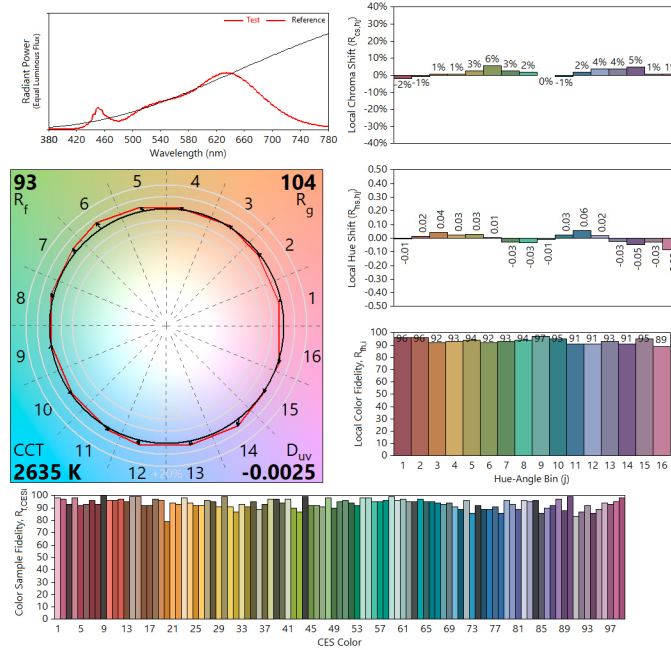 Test Reference
Radiant Power
(Equal Luminous Flux)
380 420 460 500 540 580 620 660 700 740 780
Wavelength (nm)
Local Chroma Shift (Rcs,hj)
40%
30%
20%
10%
0%
-10%
-20%
-30%
-40%
-2% -1% 1% 1% 3% 6% 3% 2% 0% -1% 2% 4% 4% 5% 1% 1%
93
Rf
104
Rg
5 4
6 3
7 2
8 1
9 16
10 15
11 14
12 13
+20%
CCT
2635 K
Duv
-0.0025
Local Hue Shift (Rhs,hj)
0.50
0.40
0.30
0.20
0.10
0.00
-0.10
-0.20
-0.30
-0.40
-0.50
-0.01 0.02 0.04 0.03 0.03 0.01 -0.03 -0.03 -0.01 0.03 0.06 0.02 -0.03 -0.05 -0.03
Local Color Fidelity, Rfh,i
100
90
80
70
60
50
40
30
20
10
0
96 96 92 93 94 92 93 94 97 95 91 91 93 91 95 89
1 2 3 4 5 6 7 8 9 10 11 12 13 14 15 16
Hue-Angle Bin (j)
Color Sample Fidelity, Rf,CESi
100
90
80
70
60
50
40
30
20
10
0
1 5 9 13 17 21 25 29 33 37 41 45 49 53 57 61 65 69 73 77 81 85 89 93 97
CES Color